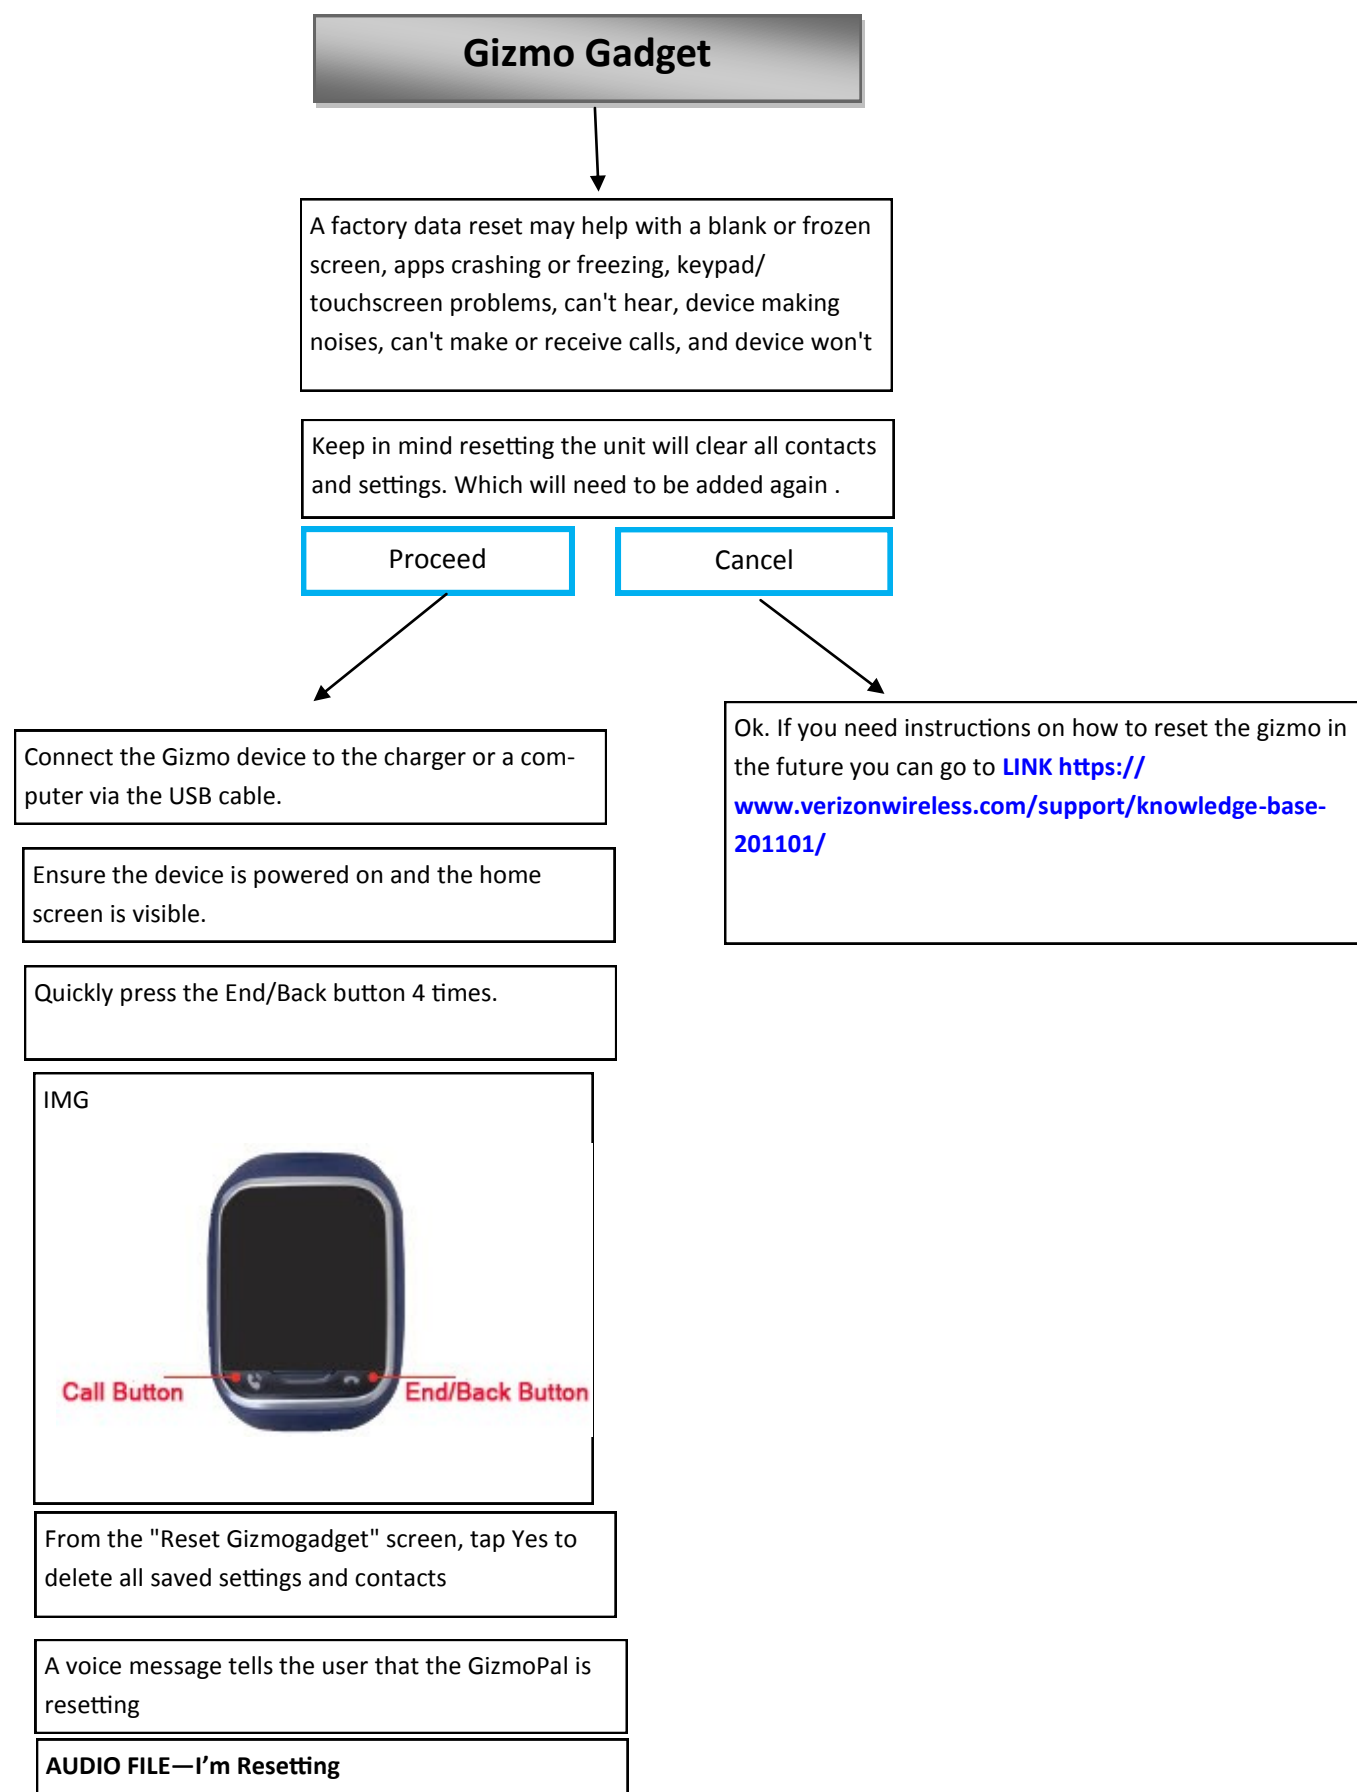 Gizmo Gadget
A factory data reset may help with a blank or frozen
screen, apps crashing or freezing, keypad/
touchscreen problems, can't hear, device making
noises, can't make or receive calls, and device won't
Keep in mind resetting the unit will clear all contacts
and settings. Which will need to be added again .
Proceed
Cancel
Connect the Gizmo device to the charger or a com-
puter via the USB cable.
Ensure the device is powered on and the home
screen is visible.
Quickly press the End/Back button 4 times.
IMG
Call Button
End/Back Button
From the "Reset Gizmogadget" screen, tap Yes to
delete all saved settings and contacts
A voice message tells the user that the GizmoPal is
resetting
AUDIO FILE—I’m Resetting
Ok. If you need instructions on how to reset the gizmo in
the future you can go to LINK https://
www.verizonwireless.com/support/knowledge-base-
201101/